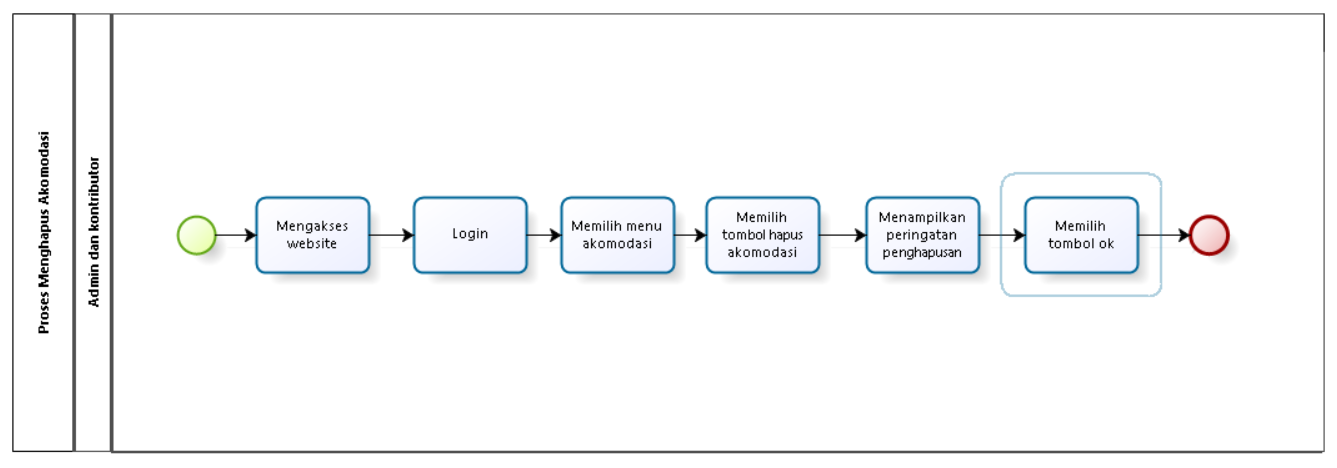 Proses Menghapus Akomodasi
Admin dan kontributor
Mengakses
website
Login
Memilih menu
akomodasi
Memilih
tombol hapus
akomodasi
Menampilkan
peringatan
penghapusan
Memilih
tombol ok